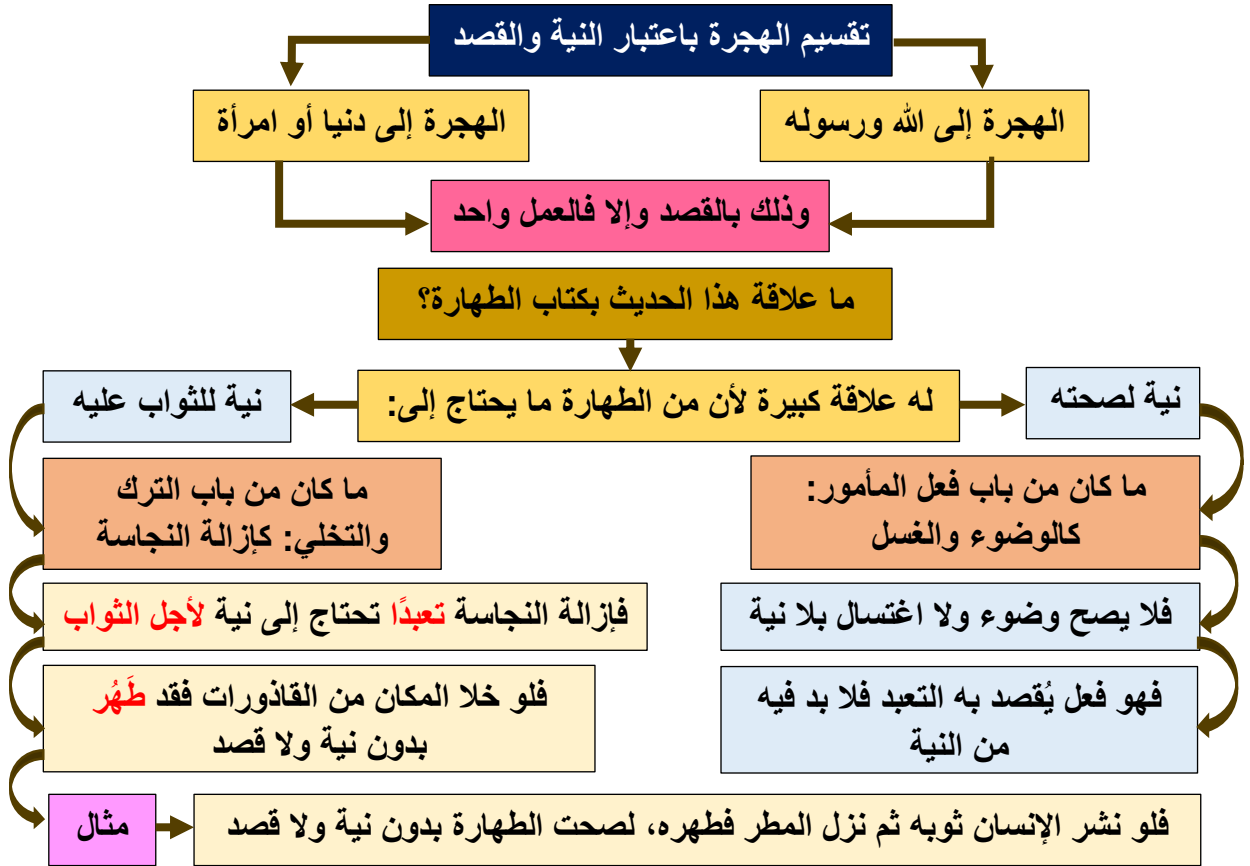 تقسيم الهجرة باعتبار النية والقصد
الهجرة إلى الله ورسوله
الهجرة إلى دنيا أو امرأة
وذلك بالقصد وإلا فالعمل واحد
ما علاقة هذا الحديث بكتاب الطهارة؟
له علاقة كبيرة لأن من الطهارة ما يحتاج إلى:
نية لصحته
ما كان من باب فعل المأمور:
كالوضوء والغسل
فلا يصح وضوء ولا اغتسال بلا نية
فهو فعل يُقصد به التعبد فلا بد فيه
من النية
نية للثواب عليه
ما كان من باب الترك
والتخلي: كإزالة النجاسة
فإزالة النجاسة تعبدًا تحتاج إلى نية لأجل الثواب
فلو خلا المكان من القاذورات فقد طَهُر
بدون نية ولا قصد
مثال
فلو نشر الإنسان ثوبه ثم نزل المطر فطهره، لصحت الطهارة بدون نية ولا قصد